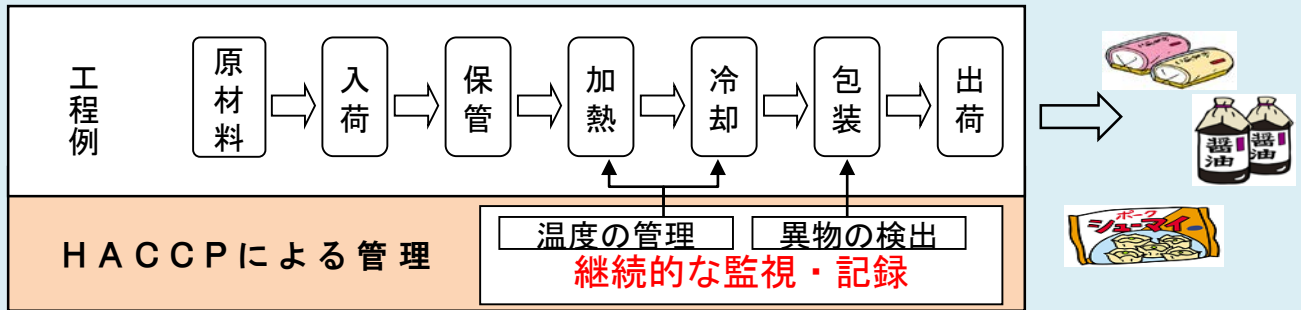 工程例
原材料
入荷
保管
加熱
冷却
包装
出荷
HACCPによる管理
温度の管理
異物の検出
継続的な監視・記録
醤油
醤油
ポーク
シューマイ